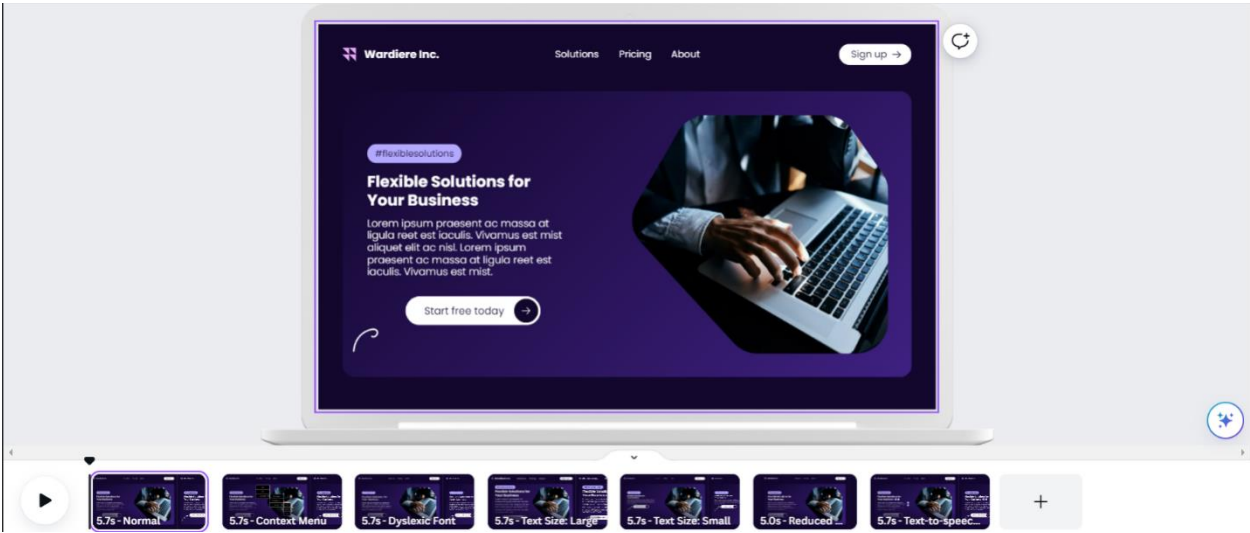 Wardiere Inc.
Solutions Pricing About
Sign up →
#flexiblesolutions
Flexible Solutions for
Your Business
Lorem ipsum praesent ac massa at
ligula reet est iaculis. Vivamus est mist
aliquet elit ac nisl. Lorem ipsum
praesent ac massa at ligula reet est
iaculis. Vivamus est mist.
Start free today →
5.7s - Normal
5.7s - Context Menu
5.7s - Dyslexic Font
5.7s - Text Size: Large
5.7s - Text Size: Small
5.0s - Reduced ...
5.7s - Text-to-speec...